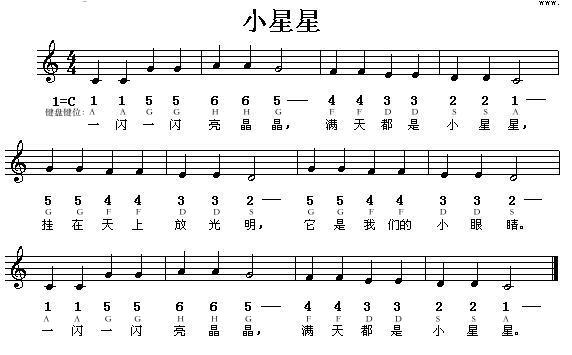 www.
小星星
4
4
1=C 1 1 5 5 6 6 5 — 4 4 3 3 2 2 1 —
键盘键位: A A G G H H G F F D D S S A
一 闪 一 闪 亮 晶 晶, 满 天 都 是 小 星 星,
5 5 4 4 3 3 2 — 5 5 4 4 3 3 2 —
G G F F D D S G G F F D D S
挂 在 天 上 放 光 明, 它 是 我 们 的 小 眼 睛。
1 1 5 5 6 6 5 — 4 4 3 3 2 2 1 —
A A G G H H G F F D D S S A
一 闪 一 闪 亮 晶 晶, 满 天 都 是 小 星 星。